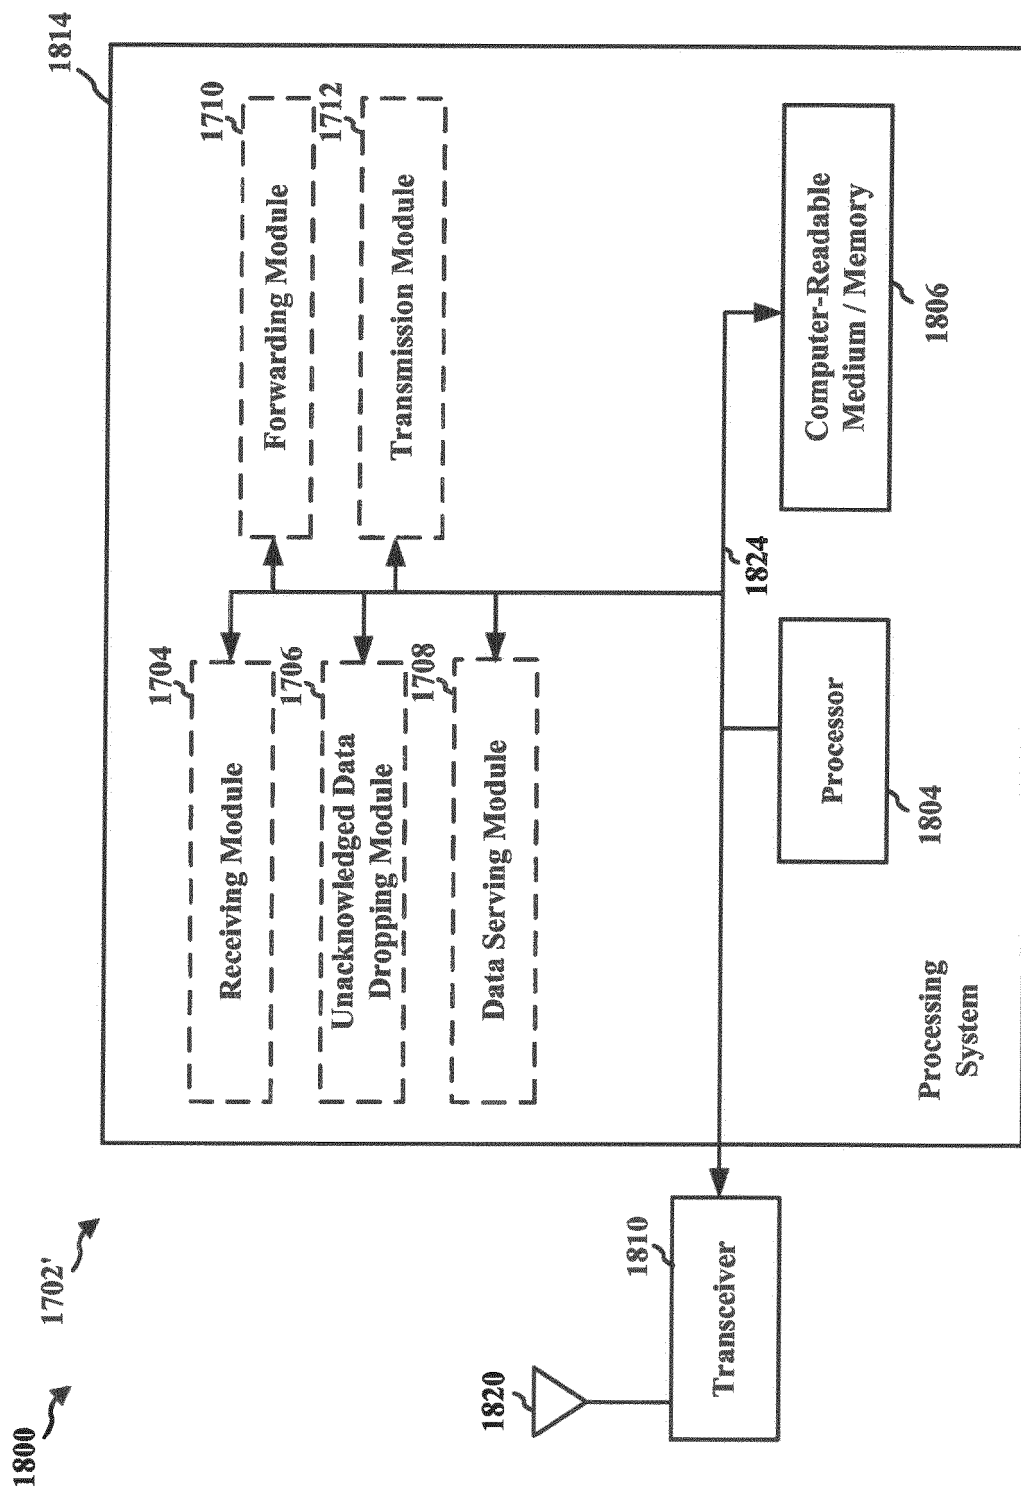 1800
1702'
1814
1704
Receiving Module
1706
Unacknowledged Data
Dropping Module
1708
Data Serving Module
1710
Forwarding Module
1712
Transmission Module
1820
1810
Transceiver
1824
Processor
1804
Computer-Readable
Medium / Memory
1806
Processing
System